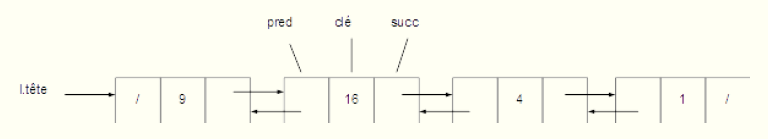 pred clé succ
l.tête
/ 9 16 4 1 /